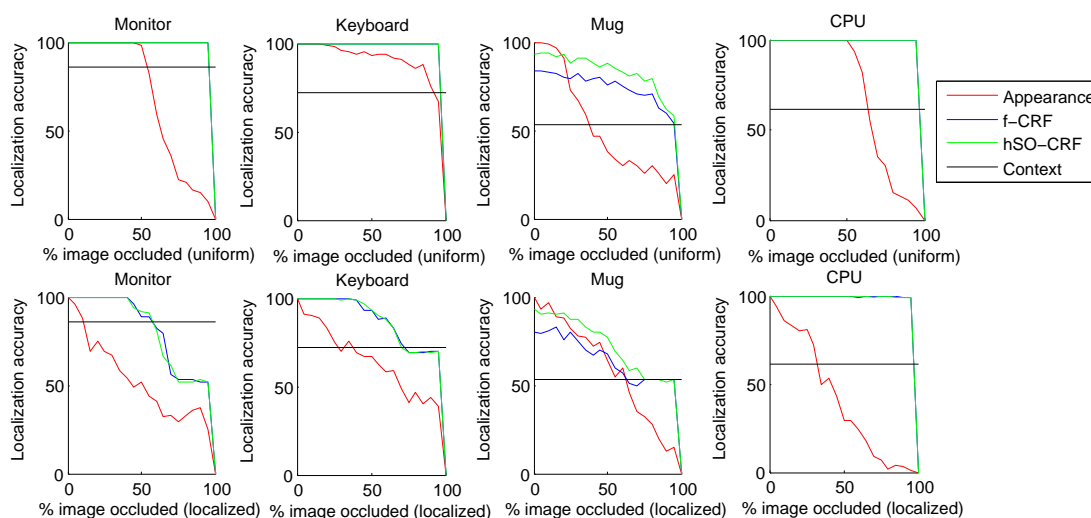 Monitor
Keyboard
Mug
CPU
Localization accuracy
100
50
0
0 50 100
% image occluded (uniform)
Localization accuracy
100
50
0
0 50 100
% image occluded (uniform)
Localization accuracy
100
50
0
0 50 100
% image occluded (uniform)
Localization accuracy
100
50
0
0 50 100
% image occluded (uniform)
Appearance
f−CRF
hSO−CRF
Context
Monitor
Keyboard
Mug
CPU
Localization accuracy
100
50
0
0 50 100
% image occluded (localized)
Localization accuracy
100
50
0
0 50 100
% image occluded (localized)
Localization accuracy
100
50
0
0 50 100
% image occluded (localized)
Localization accuracy
100
50
0
0 50 100
% image occluded (localized)